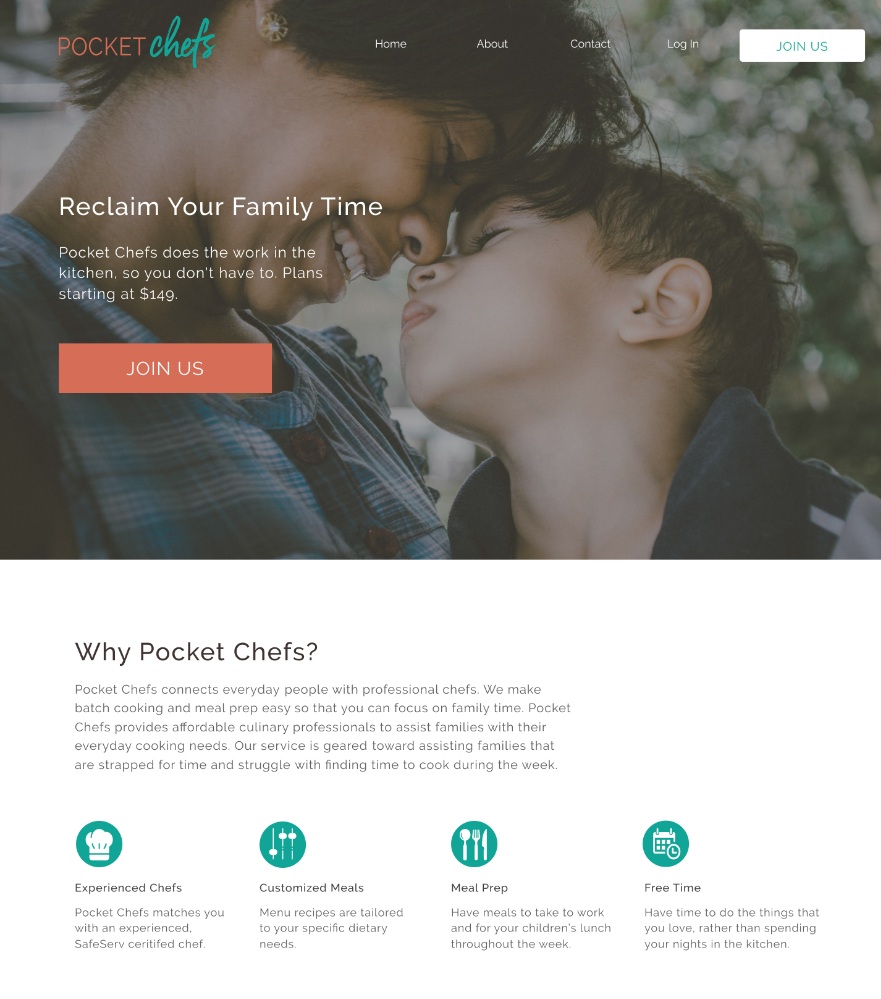 POCKET chefs
Home About Contact Log In JOIN US
Reclaim Your Family Time
Pocket Chefs does the work in the
kitchen, so you don't have to. Plans
starting at $149.
JOIN US
Why Pocket Chefs?
Pocket Chefs connects everyday people with professional chefs. We make
batch cooking and meal prep easy so that you can focus on family time. Pocket
Chefs provides affordable culinary professionals to assist families with their
everyday cooking needs. Our service is geared toward assisting families that
are strapped for time and struggle with finding time to cook during the week.
Experienced Chefs
Pocket Chefs matches you
with an experienced,
SafeServ ceritifed chef.
Customized Meals
Menu recipes are tailored
to your specific dietary
needs.
Meal Prep
Have meals to take to work
and for your children's lunch
throughout the week.
Free Time
Have time to do the things that
you love, rather than spending
your nights in the kitchen.